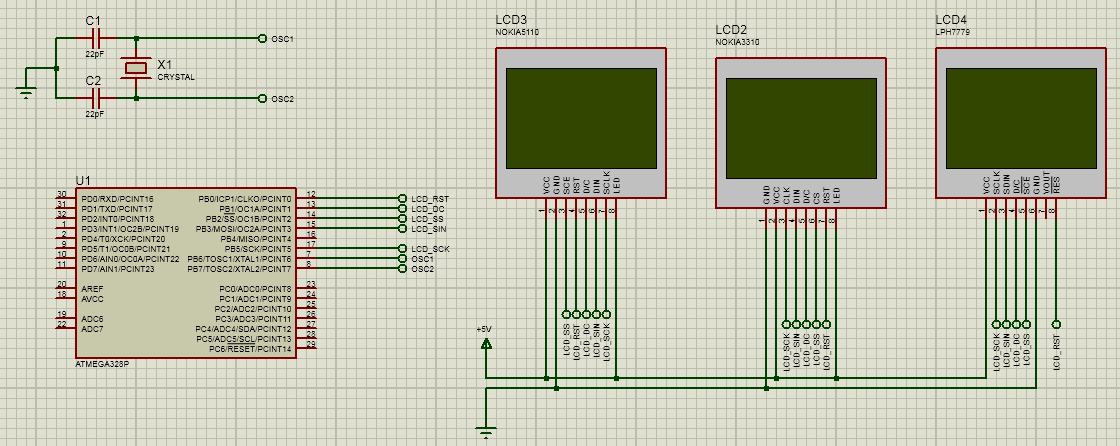 C1
22pF
OSC1
X1
CRYSTAL
C2
22pF
OSC2
U1
30 PD0/RXD/PCINT16
31 PD1/TXD/PCINT17
32 PD2/INT0/PCINT18
1 PD3/INT1/OC2B/PCINT19
2 PD4/T0/XCK/PCINT20
9 PD5/T1/OC0B/PCINT21
10 PD6/AIN0/OC0A/PCINT22
11 PD7/AIN1/PCINT23
20 AREF
18 AVCC
19 ADC6
22 ADC7
PB0/ICP1/CLKO/PCINT0 12 LCD_RST
PB1/OC1A/PCINT1 13 LCD_DC
PB2/SS/OC1B/PCINT2 14 LCD_SS
PB3/MOSI/OC2A/PCINT3 15 LCD_SIN
PB4/MISO/PCINT4 16
PB5/SCK/PCINT5 17 LCD_SCK
PB6/TOSC1/XTAL1/PCINT6 7 OSC1
PB7/TOSC2/XTAL2/PCINT7 8 OSC2
PC0/ADC0/PCINT8 23
PC1/ADC1/PCINT9 24
PC2/ADC2/PCINT10 25
PC3/ADC3/PCINT11 26
PC4/ADC4/SDA/PCINT12 27
PC5/ADC5/SCL/PCINT13 28
PC6/RESET/PCINT14 29
ATMEGA328P
LCD3
NOKIA5110
VCC
GND
SCE
RST
D/C
DIN
SCLK
LED
1
2
3
4
5
6
7
8
LCD_SS
LCD_RST
LCD_DC
LCD_SIN
LCD_SCK
+5V
LCD2
NOKIA3310
GND
VCC
CLK
DIN
D/C
CS
RST
LED
1
2
3
4
5
6
7
8
LCD_SCK
LCD_SIN
LCD_DC
LCD_SS
LCD_RST
LCD4
LPH7779
VCC
SCLK
SDIN
D/C
SCE
GND
VOUT
RES
1
2
3
4
5
6
7
8
LCD_SCK
LCD_SIN
LCD_DC
LCD_SS
LCD_RST